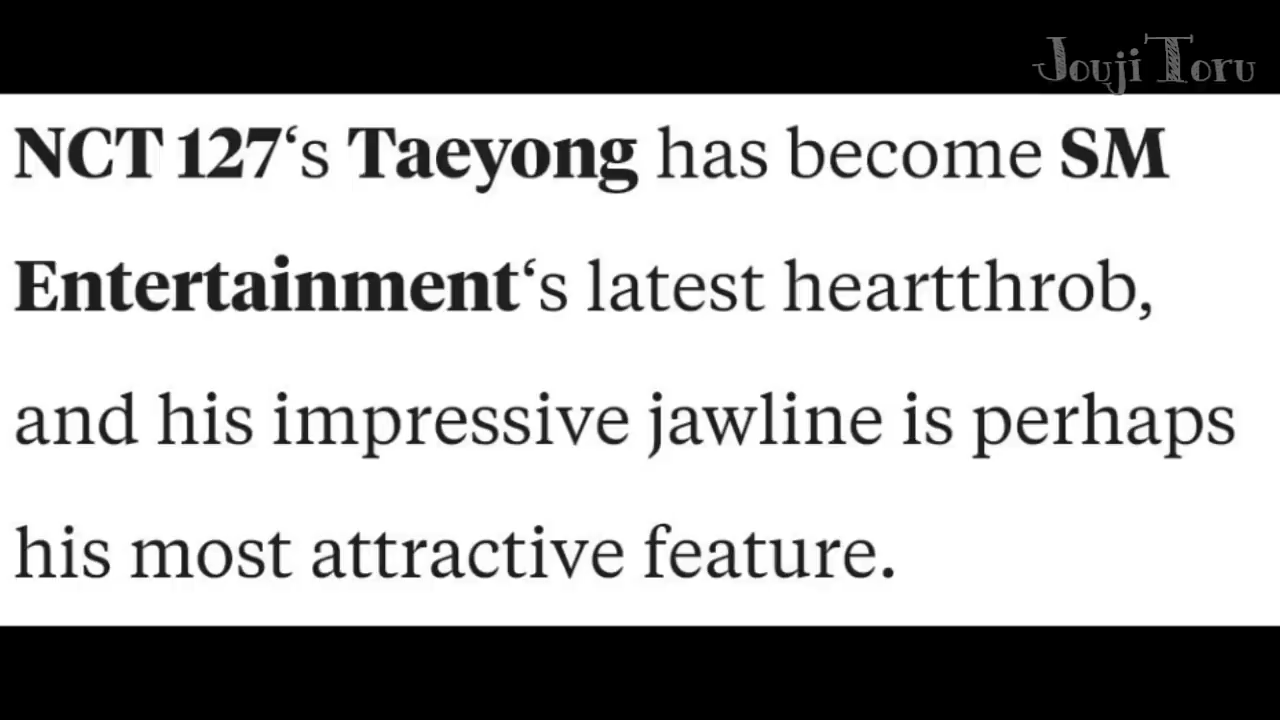 Jouji Toru
NCT 127‘s Taeyong has become SM
Entertainment‘s latest heartthrob,
and his impressive jawline is perhaps
his most attractive feature.